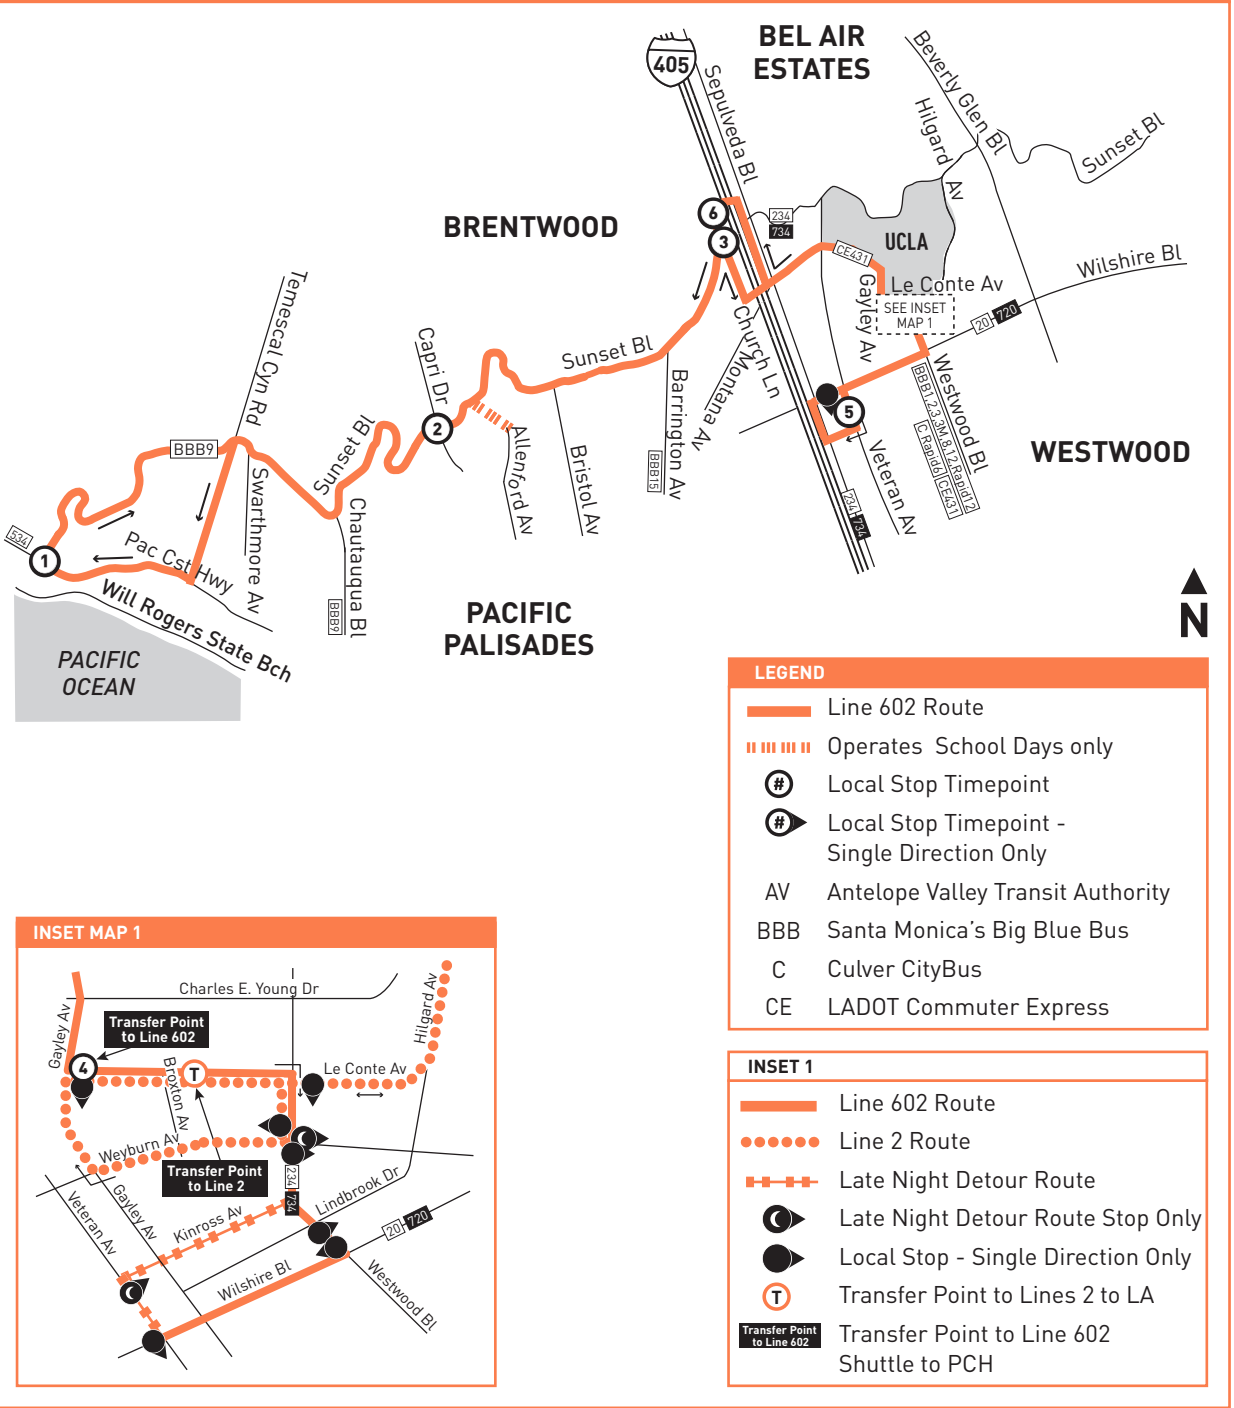 BEL AIR
ESTATES
405
Sepulveda Bl
Beverly Glen Bl
Hilgard
Av
Sunset Bl
BRENTWOOD
6
3
234
734
UCLA
CE431
Wilshire Bl
Le Conte Av
Gayley Av
SEE INSET
MAP 1
20
720
Temescal Cyn Rd
Capri Dr
Sunset Bl
Church Ln
Montana Av
Barrington Av
BBB15
5
Westwood Bl
BBB1,2,3,3M,8,12,Rapid12
C Rapid6
CE431
WESTWOOD
Veteran Av
234
734
2
Allenford Av
Bristol Av
Sunset Bl
BBB9
Swarthmore Av
Chautauqua Bl
BBB9
534
1
Pac Cst Hwy
Will Rogers State Bch
PACIFIC
PALISADES
PACIFIC
OCEAN
N
LEGEND
Line 602 Route
Operates School Days only
# Local Stop Timepoint
# Local Stop Timepoint -
Single Direction Only
AV Antelope Valley Transit Authority
BBB Santa Monica's Big Blue Bus
C Culver CityBus
CE LADOT Commuter Express
INSET MAP 1
Charles E. Young Dr
Hilgard Av
Gayley Av
Transfer Point
to Line 602
4
Broxton Av
T
Le Conte Av
Weyburn Av
Transfer Point
to Line 2
234
734
Lindbrook Dr
Veteran Av
Gayley Av
Kinross Av
20
720
Wilshire Bl
Westwood Bl
INSET 1
Line 602 Route
Line 2 Route
Late Night Detour Route
Late Night Detour Route Stop Only
Local Stop - Single Direction Only
T Transfer Point to Lines 2 to LA
Transfer Point
to Line 602
Transfer Point to Line 602
Shuttle to PCH